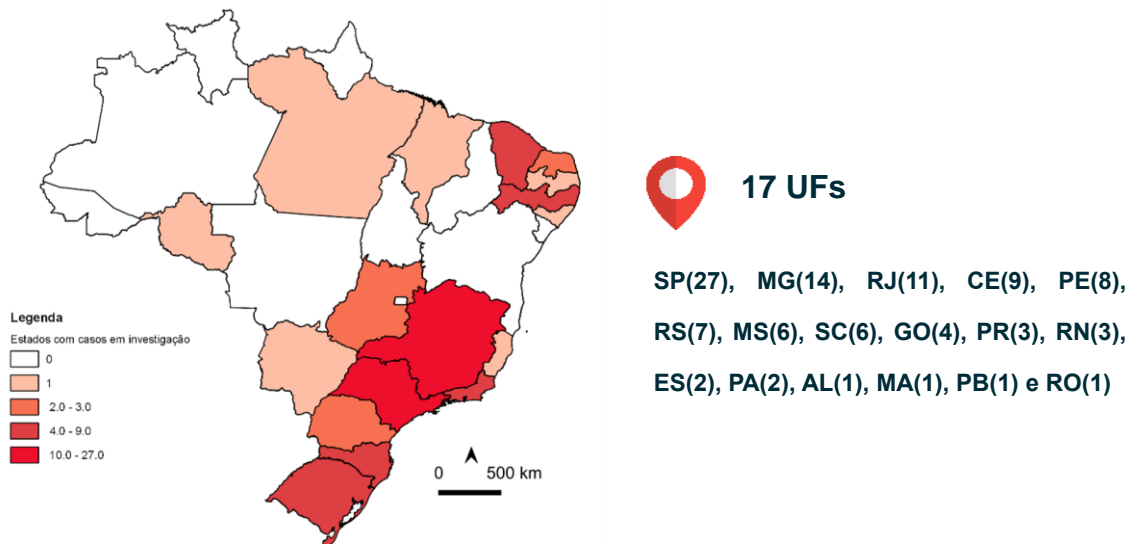 17 UFs
SP(27), MG(14), RJ(11), CE(9), PE(8),
RS(7), MS(6), SC(6), GO(4), PR(3), RN(3),
ES(2), PA(2), AL(1), MA(1), PB(1) e RO(1)
Legenda
Estados com casos em investigação
0
1
2.0 - 3.0
4.0 - 9.0
10.0 - 27.0
0 500 km